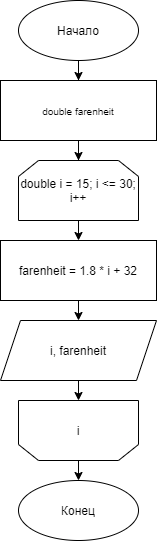 Начало
double farenheit
double i = 15; i <= 30;
i++
farenheit = 1.8 * i + 32
i, farenheit
i
Конец